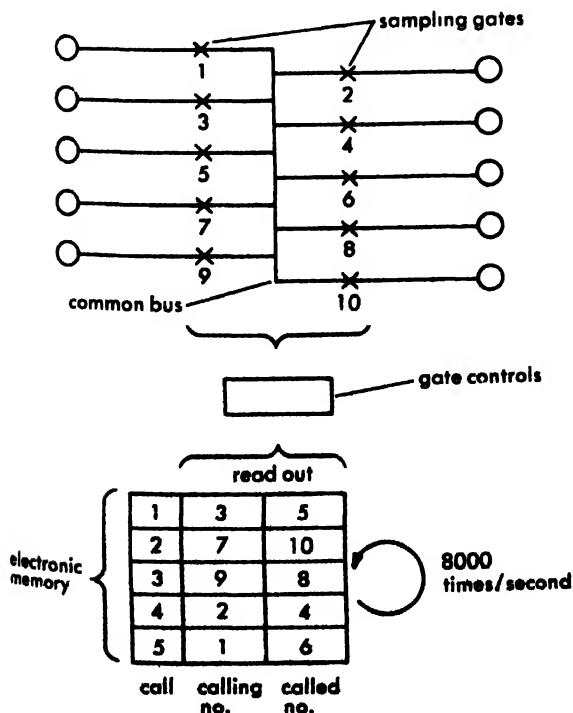 sampling gates
1
2
3
4
5
6
7
8
9
10
common bus
gate controls
read out
1 3 5
2 7 10
3 9 8
4 2 4
5 1 6
electronic
memory
8000
times/second
call calling called
no. no.